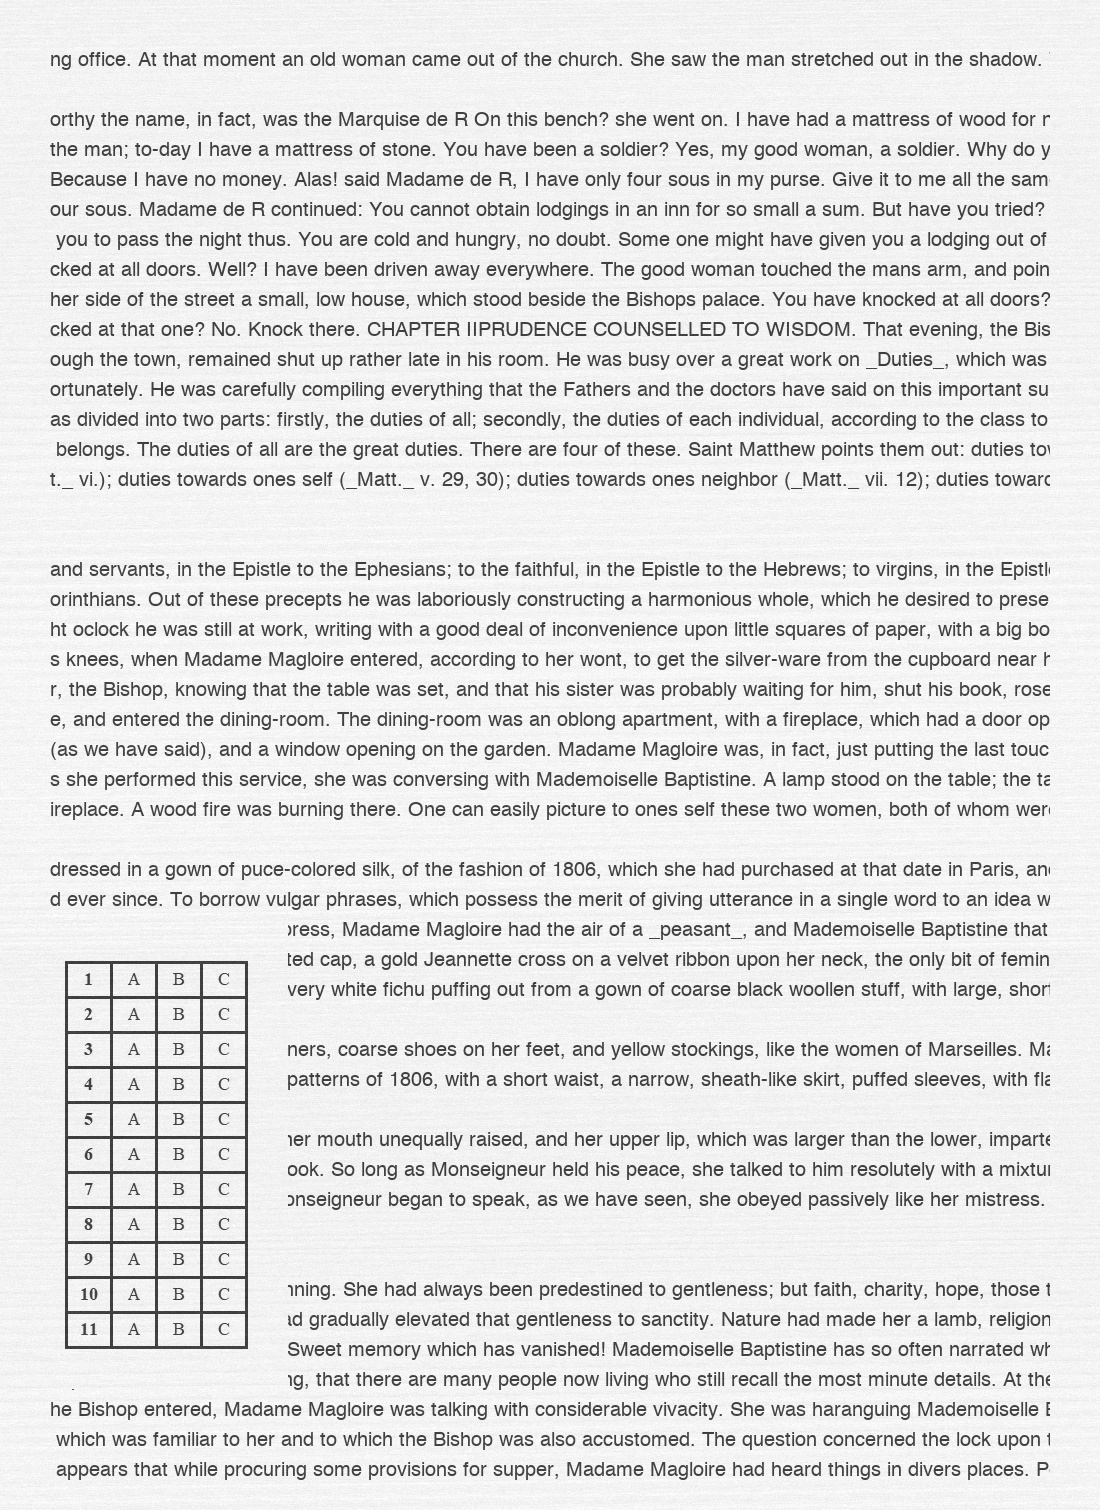 ng office. At that moment an old woman came out of the church. She saw the man stretched out in the shadow.
orthy the name, in fact, was the Marquise de R On this bench? she went on. I have had a mattress of wood for
the man; to-day I have a mattress of stone. You have been a soldier? Yes, my good woman, a soldier. Why do y
Because I have no money. Alas! said Madame de R, I have only four sous in my purse. Give it to me all the sam
our sous. Madame de R continued: You cannot obtain lodgings in an inn for so small a sum. But have you tried?
you to pass the night thus. You are cold and hungry, no doubt. Some one might have given you a lodging out of
cked at all doors. Well? I have been driven away everywhere. The good woman touched the mans arm, and poin
her side of the street a small, low house, which stood beside the Bishops palace. You have knocked at all doors?
cked at that one? No. Knock there. CHAPTER IIPRUDENCE COUNSELLED TO WISDOM. That evening, the Bis
ough the town, remained shut up rather late in his room. He was busy over a great work on _Duties_, which was
ortunately. He was carefully compiling everything that the Fathers and the doctors have said on this important su
as divided into two parts: firstly, the duties of all; secondly, the duties of each individual, according to the class to
belongs. The duties of all are the great duties. There are four of these. Saint Matthew points them out: duties tow
t._ vi.); duties towards ones self (_Matt._ v. 29, 30); duties towards ones neighbor (_Matt._ vii. 12); duties toward
and servants, in the Epistle to the Ephesians; to the faithful, in the Epistle to the Hebrews; to virgins, in the Epistle
orinthians. Out of these precepts he was laboriously constructing a harmonious whole, which he desired to prese
ht oclock he was still at work, writing with a good deal of inconvenience upon little squares of paper, with a big bo
s knees, when Madame Magloire entered, according to her wont, to get the silver-ware from the cupboard near h
r, the Bishop, knowing that the table was set, and that his sister was probably waiting for him, shut his book, rose
e, and entered the dining-room. The dining-room was an oblong apartment, with a fireplace, which had a door op
(as we have said), and a window opening on the garden. Madame Magloire was, in fact, just putting the last touc
s she performed this service, she was conversing with Mademoiselle Baptistine. A lamp stood on the table; the ta
ireplace. A wood fire was burning there. One can easily picture to ones self these two women, both of whom were
dressed in a gown of puce-colored silk, of the fashion of 1806, which she had purchased at that date in Paris, and
d ever since. To borrow vulgar phrases, which possess the merit of giving utterance in a single word to an idea w
press, Madame Magloire had the air of a _peasant_, and Mademoiselle Baptistine that
ted cap, a gold Jeannette cross on a velvet ribbon upon her neck, the only bit of femin
very white fichu puffing out from a gown of coarse black woollen stuff, with large, short
ners, coarse shoes on her feet, and yellow stockings, like the women of Marseilles. Ma
patterns of 1806, with a short waist, a narrow, sheath-like skirt, puffed sleeves, with fla
her mouth unequally raised, and her upper lip, which was larger than the lower, imparte
ook. So long as Monseigneur held his peace, she talked to him resolutely with a mixtur
onseigneur began to speak, as we have seen, she obeyed passively like her mistress.
nning. She had always been predestined to gentleness; but faith, charity, hope, those
ad gradually elevated that gentleness to sanctity. Nature had made her a lamb, religion
Sweet memory which has vanished! Mademoiselle Baptistine has so often narrated wh
ng, that there are many people now living who still recall the most minute details. At the
he Bishop entered, Madame Magloire was talking with considerable vivacity. She was haranguing Mademoiselle
which was familiar to her and to which the Bishop was also accustomed. The question concerned the lock upon
appears that while procuring some provisions for supper, Madame Magloire had heard things in divers places. P
1 A B C
2 A B C
3 A B C
4 A B C
5 A B C
6 A B C
7 A B C
8 A B C
9 A B C
10 A B C
11 A B C